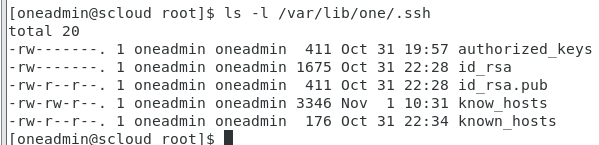 [oneadmin@scloud root]$ ls -l /var/lib/one/.ssh
total 20
-rw-------. 1 oneadmin oneadmin  411 Oct 31 19:57 authorized_keys
-rw-------. 1 oneadmin oneadmin 1675 Oct 31 22:28 id_rsa
-rw-r--r--. 1 oneadmin oneadmin  411 Oct 31 22:28 id_rsa.pub
-rw-rw-r--. 1 oneadmin oneadmin 3346 Nov  1 10:31 know_hosts
-rw-r--r--. 1 oneadmin oneadmin  176 Oct 31 22:34 known_hosts
[oneadmin@scloud root]$